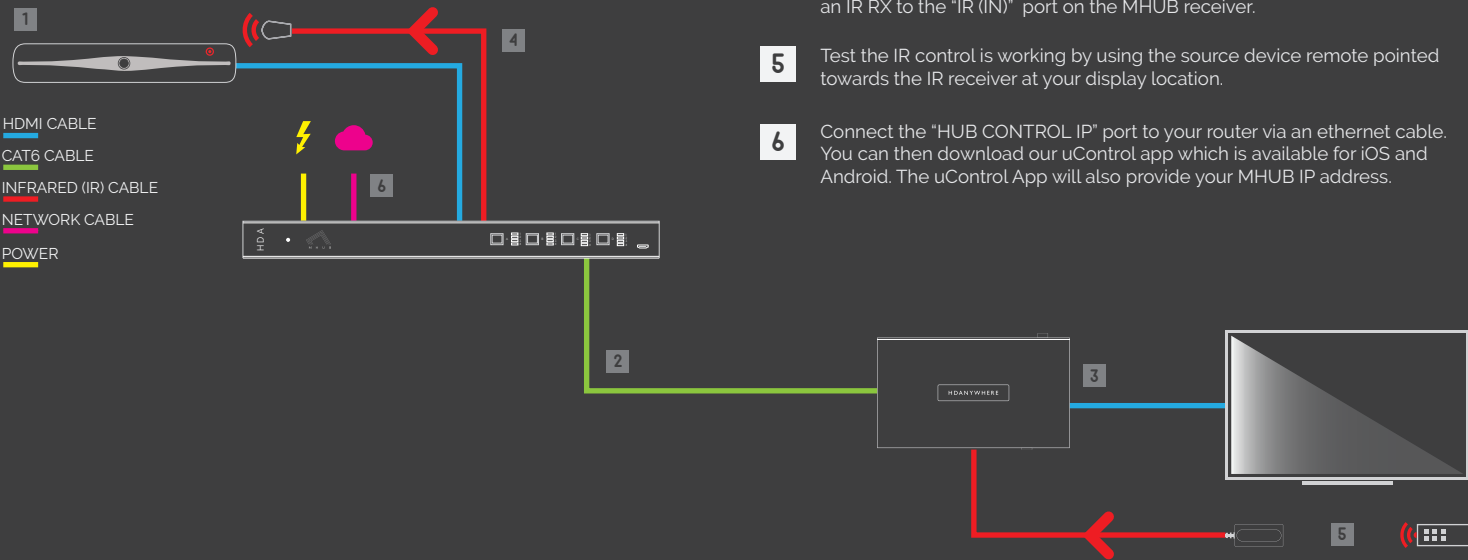 1
4
HDMI CABLE
CAT6 CABLE
INFRARED (IR) CABLE
NETWORK CABLE
POWER
6
HDA
MHUB
2
HDANYWHERE
3
5
an IR RX to the “IR (IN)” port on the MHUB receiver.
5
Test the IR control is working by using the source device remote pointed
towards the IR receiver at your display location.
6
Connect the “HUB CONTROL IP” port to your router via an ethernet cable.
You can then download our uControl app which is available for iOS and
Android. The uControl App will also provide your MHUB IP address.